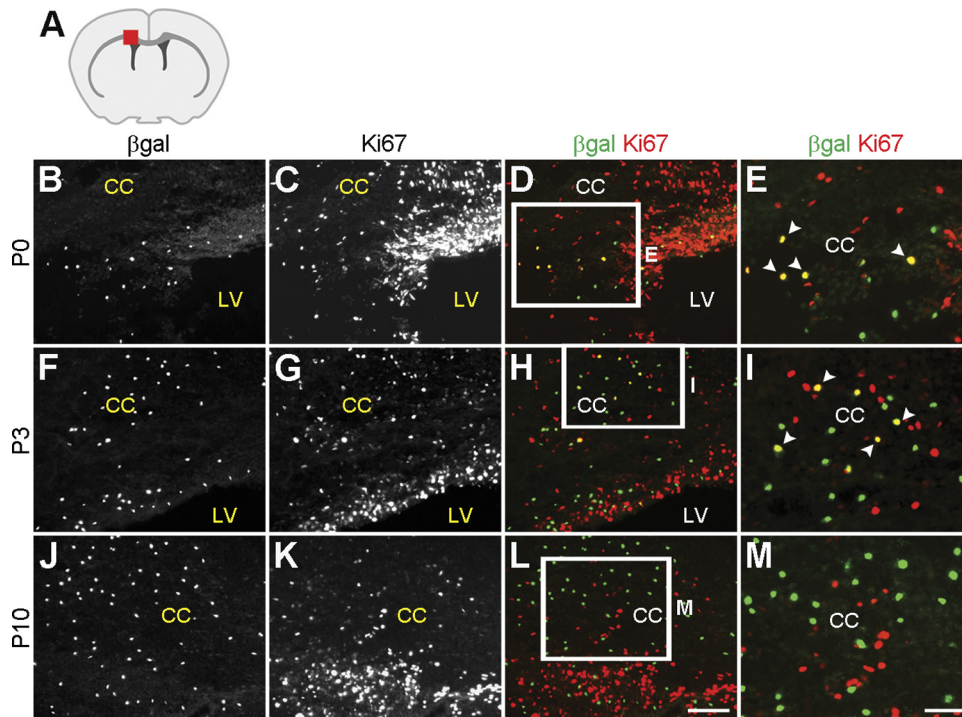 A
βgal Ki67 βgal Ki67 βgal Ki67
P0
B CC LV
C CC LV
D CC E LV
E CC
P3
F CC LV
G CC LV
H CC I LV
I CC
P10
J CC
K CC
L CC M
M CC